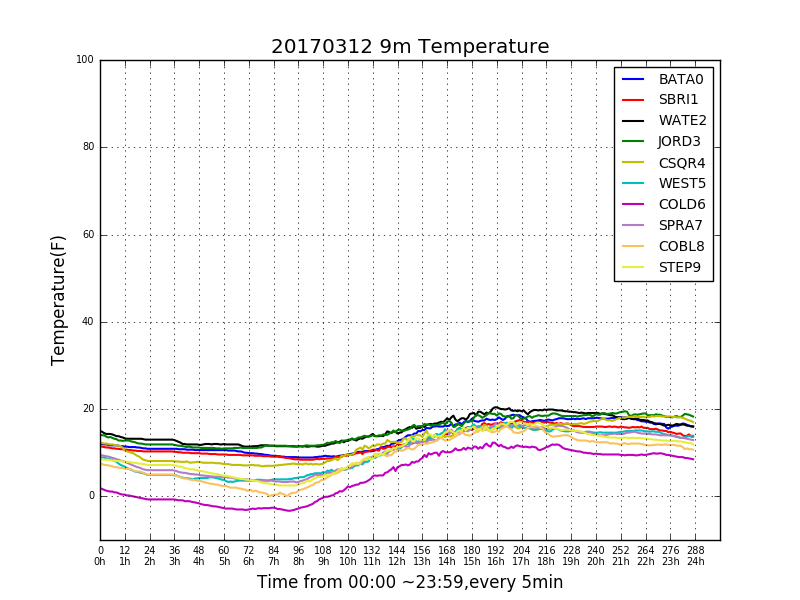 20170312 9m Temperature
100
80
60
40
20
0
Temperature(F)
BATA0
SBRI1
WATE2
JORD3
CSQR4
WEST5
COLD6
SPRA7
COBL8
STEP9
0 12 24 36 48 60 72 84 96 108 120 132 144 156 168 180 192 204 216 228 240 252 264 276 288
0h 1h 2h 3h 4h 5h 6h 7h 8h 9h 10h 11h 12h 13h 14h 15h 16h 17h 18h 19h 20h 21h 22h 23h 24h
Time from 00:00 ~23:59,every 5min